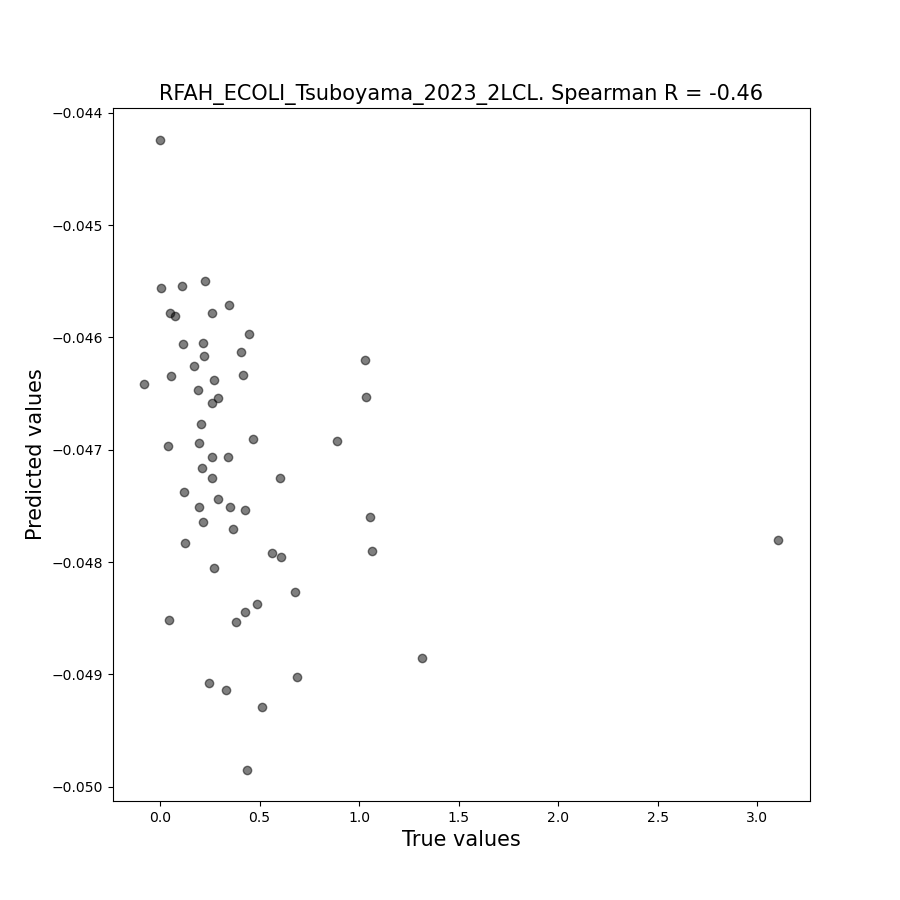 RFAH_ECOLI_Tsuboyama_2023_2LCL. Spearman R = -0.46
−0.044
−0.045
−0.046
−0.047
−0.048
−0.049
−0.050
Predicted values
0.0 0.5 1.0 1.5 2.0 2.5 3.0
True values